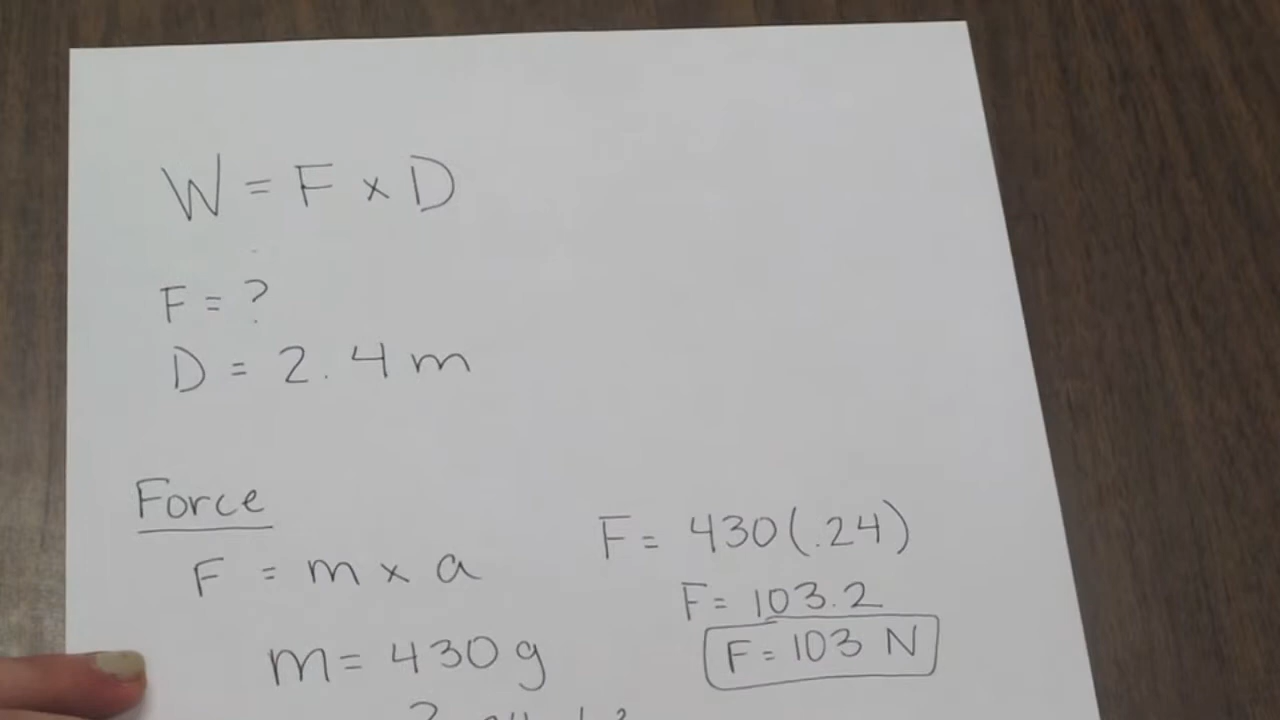 W = F x D
F = ?
D = 2.4 m
Force
F = m x a
m = 430 g
F = 430(.24)
F = 103.2
F = 103 N